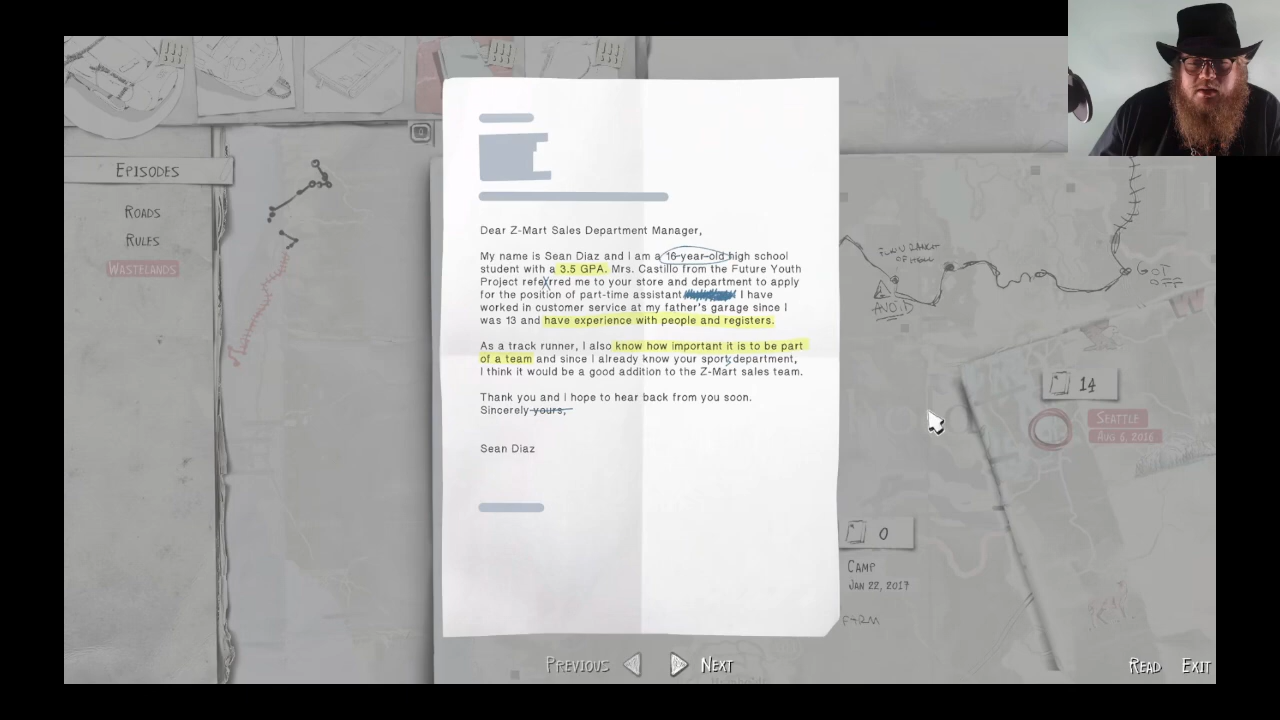 EPISODES
ROADS
RULES
WASTELANDS
Dear Z-Mart Sales Department Manager,
My name is Sean Diaz and I am a 16-year-old high school
student with a 3.5 GPA. Mrs. Castillo from the Future Youth
Project referred me to your store and department to apply
for the position of part-time assistant I have
worked in customer service at my father's garage since I
was 13 and have experience with people and registers.
As a track runner, I also know how important it is to be part
of a team and since I already know your sport department,
I think it would be a good addition to the Z-Mart sales team.
Thank you and I hope to hear back from you soon.
Sincerely yours,
Sean Diaz
AVOID
GOT
OFF
14
SEATTLE
AUG 6, 2016
0
CAMP
JAN 22, 2017
FARM
PREVIOUS
NEXT
READ
EXIT